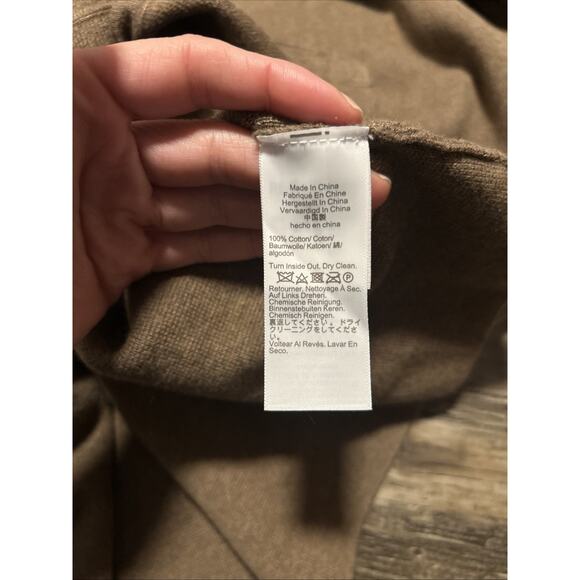 Made In China
Fabriqué En Chine
Hergestellt In China
Vervaardigd In China
中国製
hecho en china
100% Cotton/ Coton/
Baumwolle/ Katoen/ 綿/
algodón
Turn Inside Out. Dry Clean.
Retourner, Nettoyage À Sec.
Auf Links Drehen.
Chemische Reinigung.
Binnenstebuiten Keren.
Chemisch Reinigen.
裏返してください。ドライ
クリーニングをしてくださ
い。
Voltear Al Revés. Lavar En
Seco.